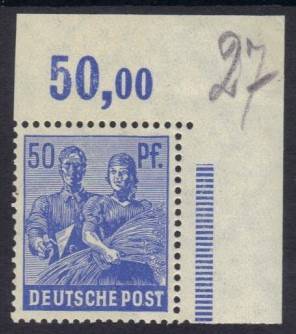 50,00
27
50 Pf.
DEUTSCHE POST